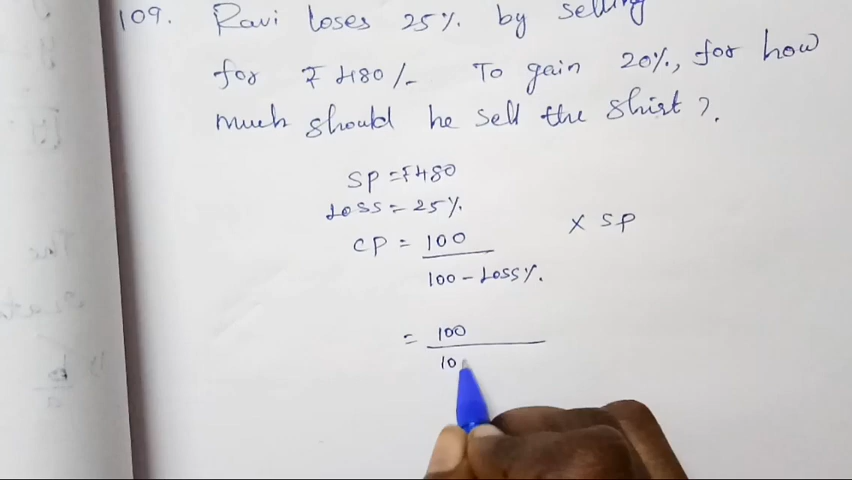 109. Ravi loses 25%. by selling
for ₹ 480/- To gain 20%, for how
much should he sell the shirt ?.
SP = ₹480
Loss = 25%.
CP = 100 / 100 - Loss%. × SP
= 100 / 10